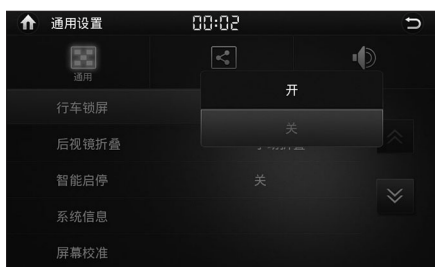 通用设置 00:02
通用
开
行车锁屏
关
后视镜折叠
智能启停 关
系统信息
屏幕校准